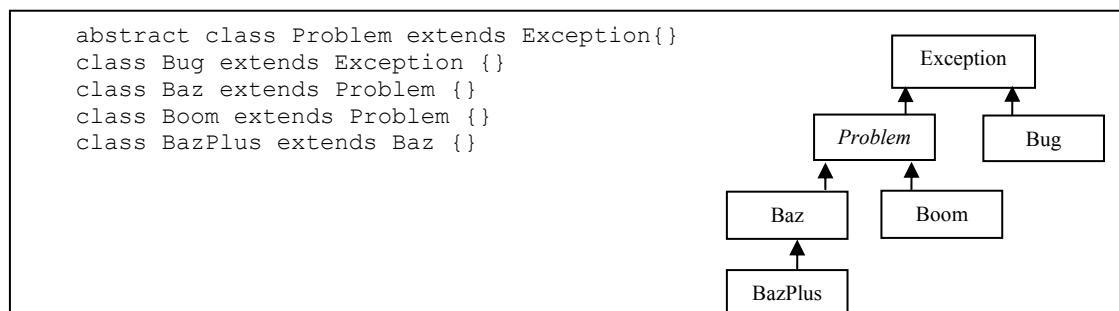 abstract class Problem extends Exception{}
class Bug extends Exception {}
class Baz extends Problem {}
class Boom extends Problem {}
class BazPlus extends Baz {}
Exception
Problem
Bug
Baz
Boom
BazPlus